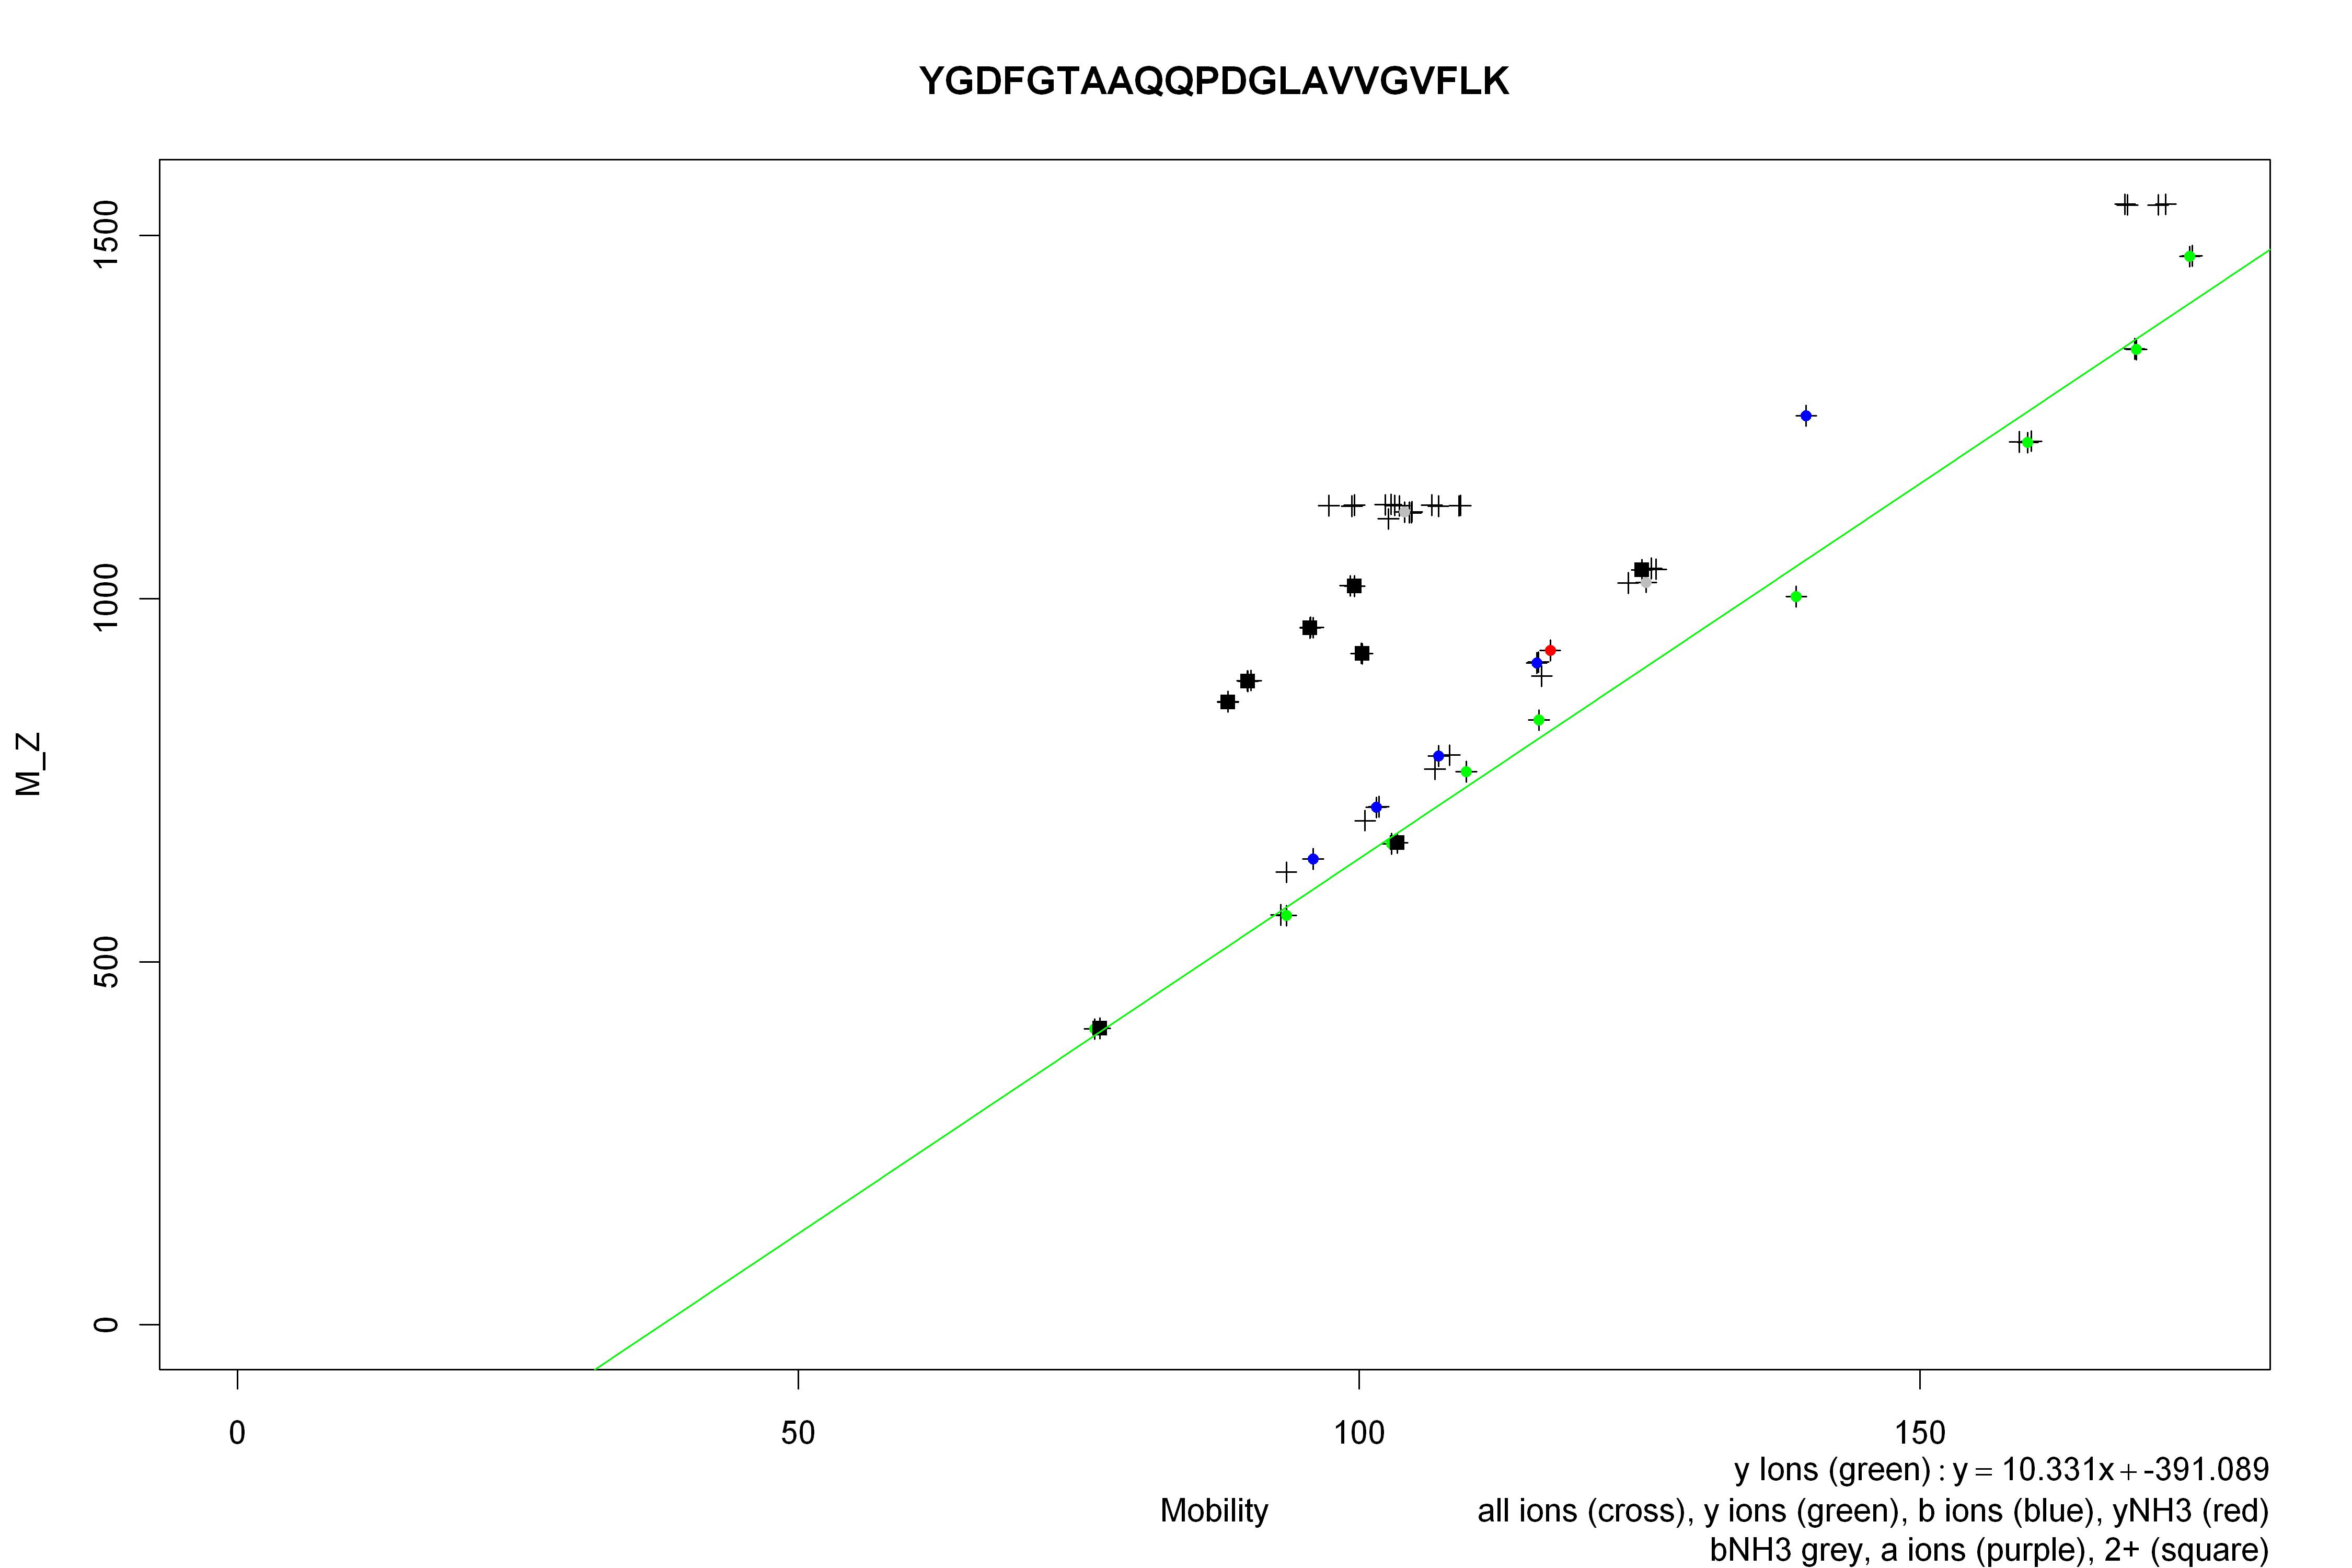 YGDFGTAAQQPDGLAVVGVFLK
1500
1000
500
0
M_Z
0 50 100 150
y Ions (green) : y = 10.331x + -391.089
Mobility all ions (cross), y ions (green), b ions (blue), yNH3 (red)
bNH3 grey, a ions (purple), 2+ (square)